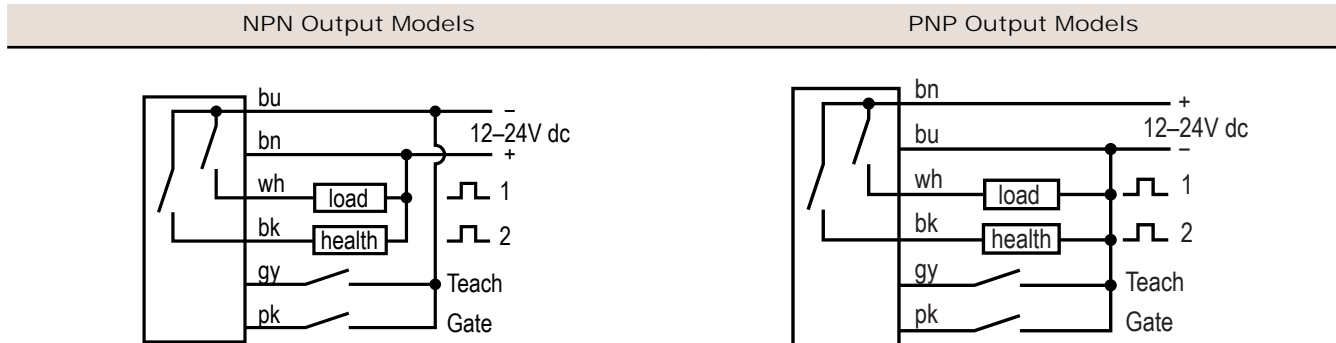 NPN Output Models
bu
–
12–24V dc
bn
+
wh
load
1
bk
health
2
gy
Teach
pk
Gate
PNP Output Models
bn
+
12–24V dc
bu
–
wh
load
1
bk
health
2
gy
Teach
pk
Gate